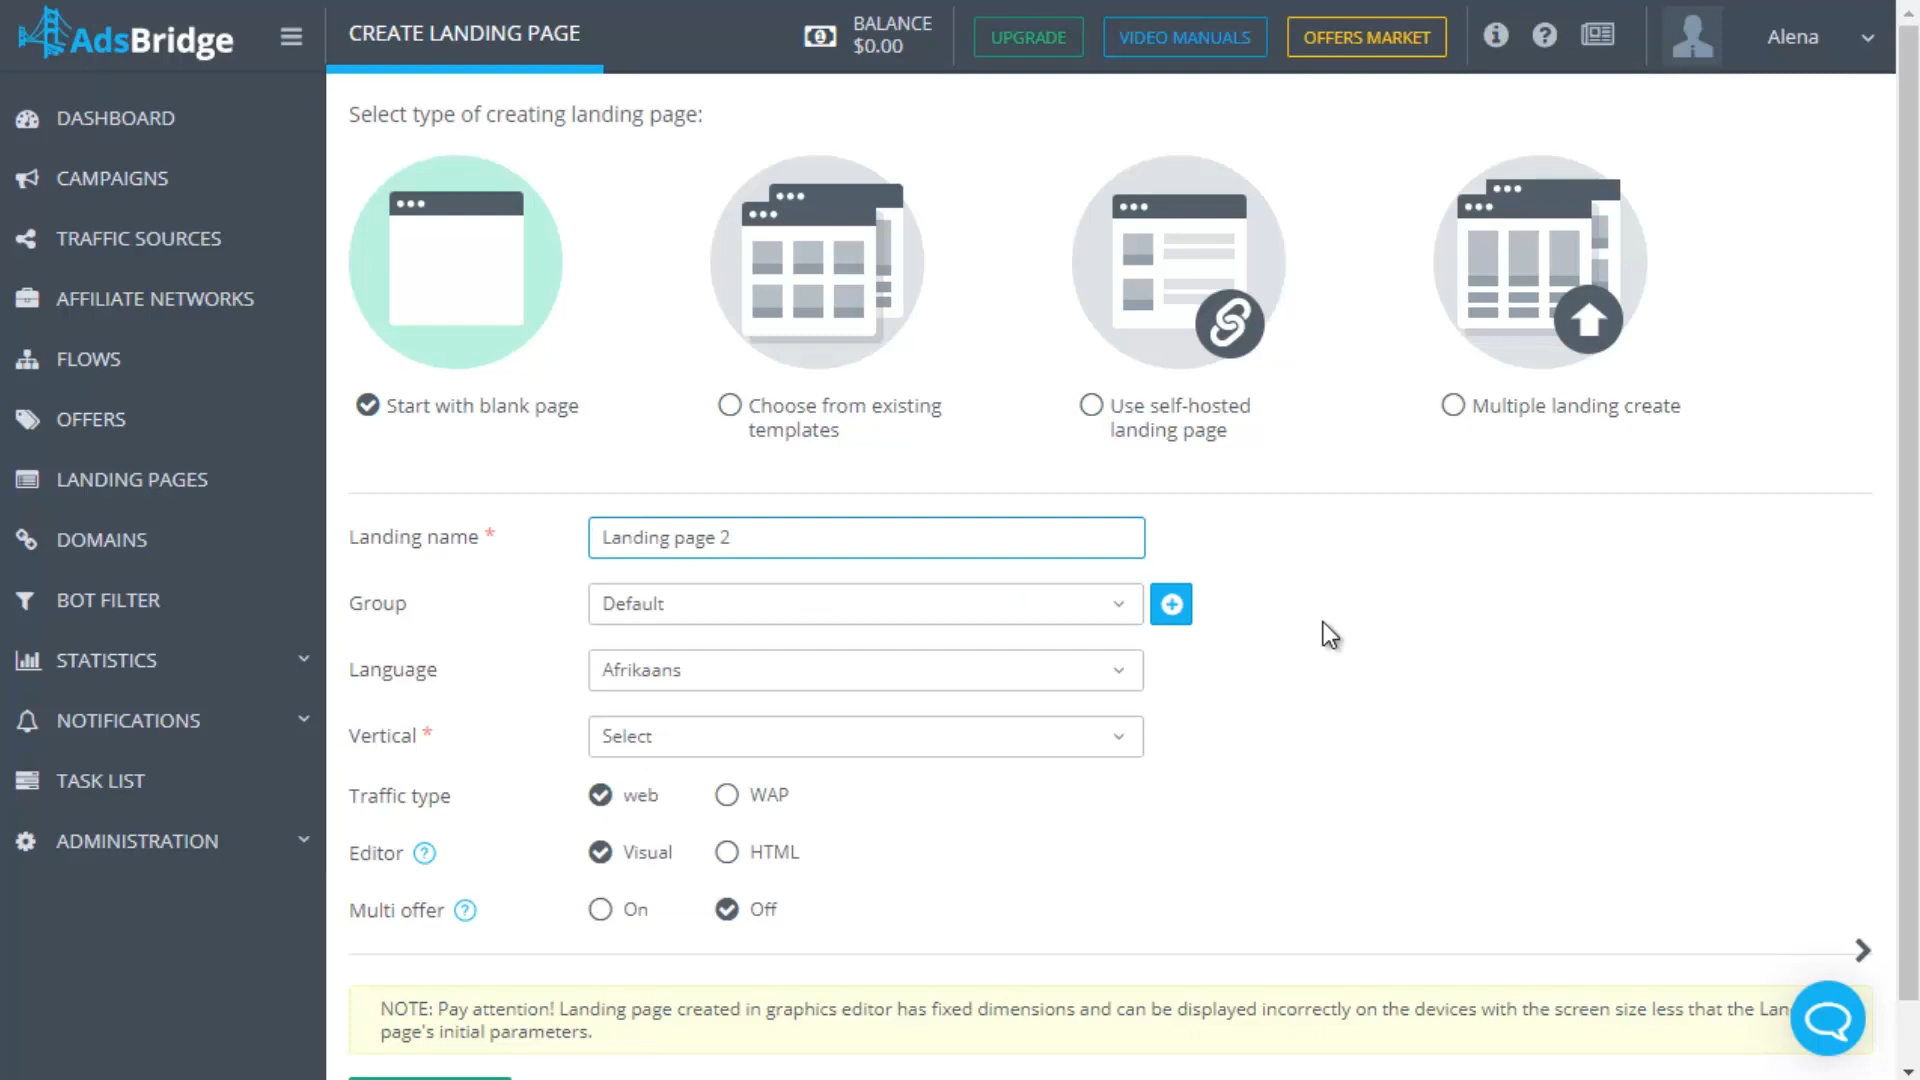 AdsBridge
CREATE LANDING PAGE
BALANCE
$0.00
UPGRADE
VIDEO MANUALS
OFFERS MARKET
Alena
DASHBOARD
CAMPAIGNS
TRAFFIC SOURCES
AFFILIATE NETWORKS
FLOWS
OFFERS
LANDING PAGES
DOMAINS
BOT FILTER
STATISTICS
NOTIFICATIONS
TASK LIST
ADMINISTRATION
Select type of creating landing page:
Start with blank page
Choose from existing
templates
Use self-hosted
landing page
Multiple landing create
Landing name * Landing page 2
Group Default
Language Afrikaans
Vertical * Select
Traffic type web WAP
Editor ? Visual HTML
Multi offer ? On Off
NOTE: Pay attention! Landing page created in graphics editor has fixed dimensions and can be displayed incorrectly on the devices with the screen size less that the Lan
page's initial parameters.